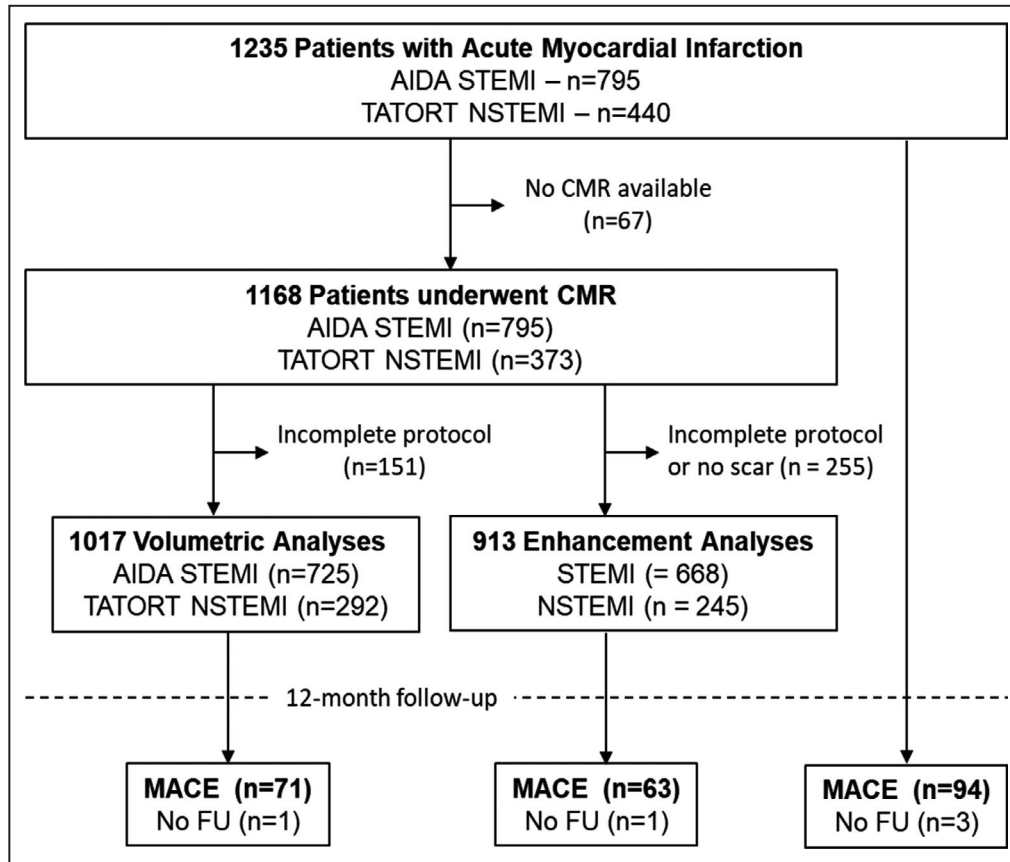 1235 Patients with Acute Myocardial Infarction
AIDA STEMI – n=795
TATORT NSTEMI – n=440
No CMR available
(n=67)
1168 Patients underwent CMR
AIDA STEMI (n=795)
TATORT NSTEMI (n=373)
Incomplete protocol
(n=151)
Incomplete protocol
or no scar (n = 255)
1017 Volumetric Analyses
AIDA STEMI (n=725)
TATORT NSTEMI (n=292)
913 Enhancement Analyses
STEMI (= 668)
NSTEMI (n = 245)
12-month follow-up
MACE (n=71)
No FU (n=1)
MACE (n=63)
No FU (n=1)
MACE (n=94)
No FU (n=3)